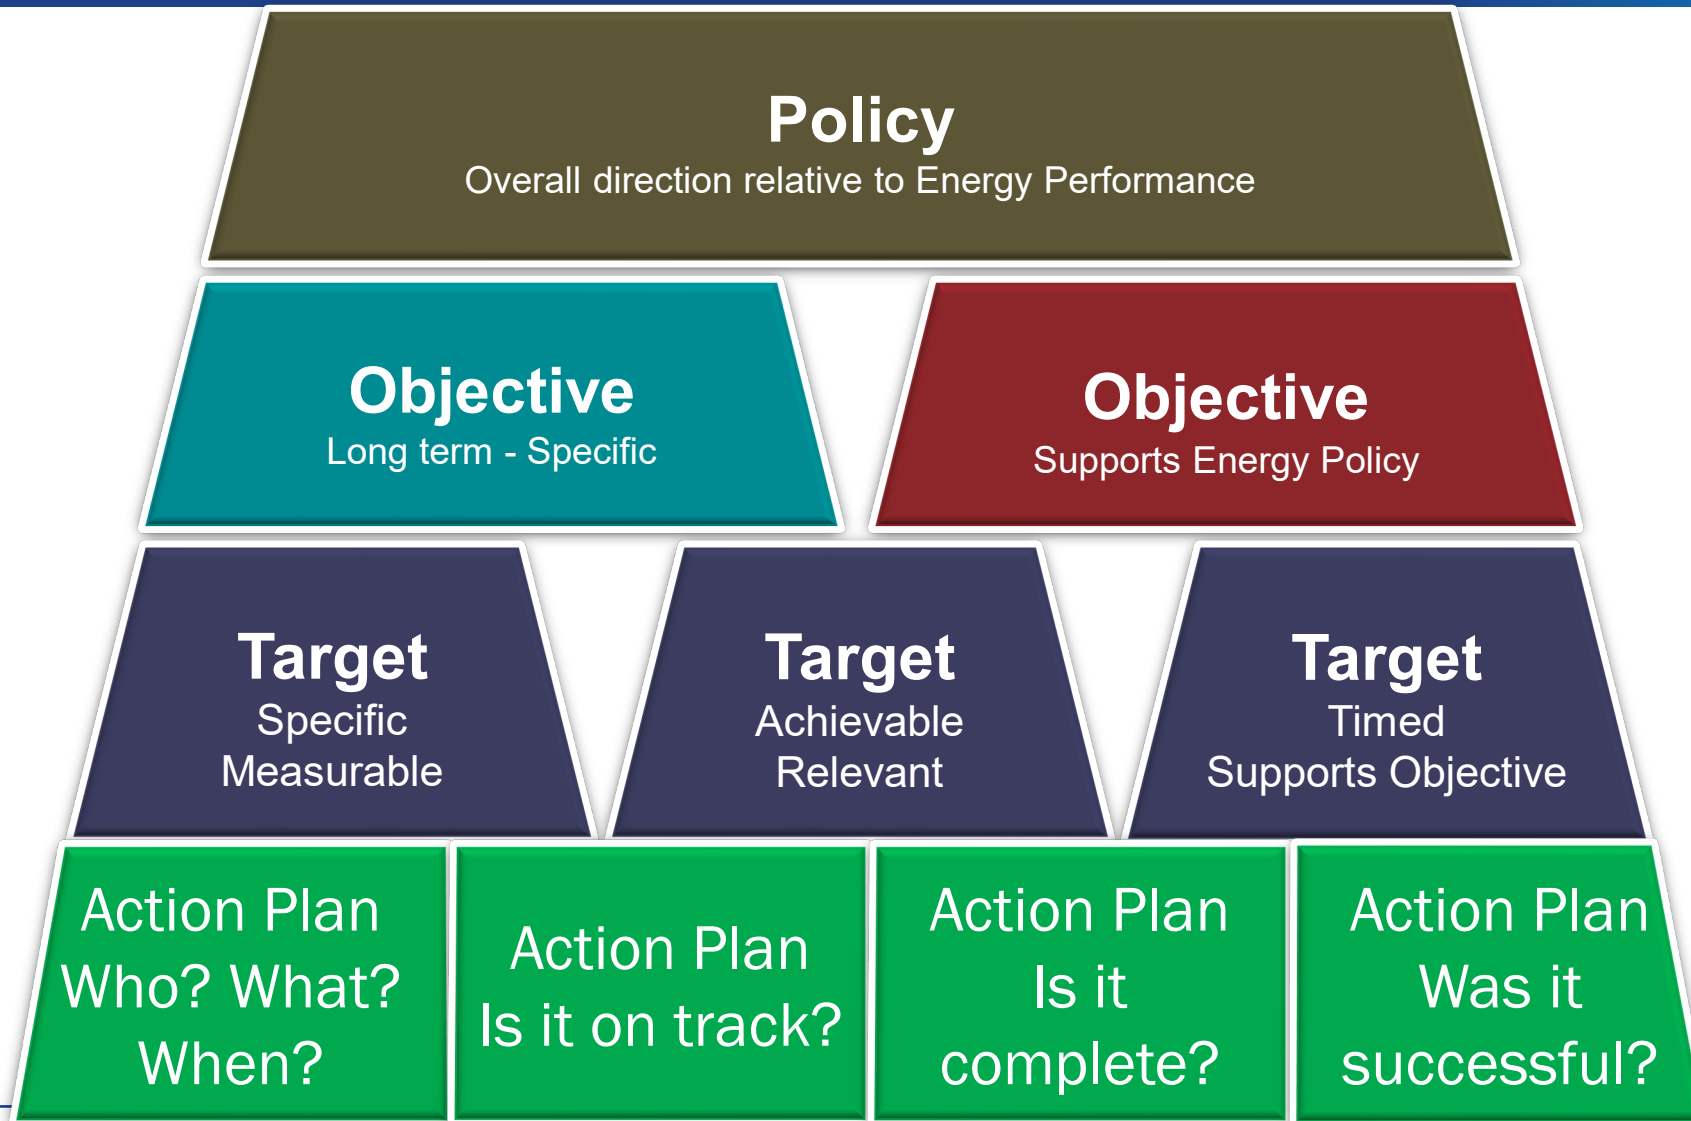 Policy
Overall direction relative to Energy Performance
Objective
Long term - Specific
Objective
Supports Energy Policy
Target
Specific
Measurable
Target
Achievable
Relevant
Target
Timed
Supports Objective
Action Plan
Who? What?
When?
Action Plan
Is it on track?
Action Plan
Is it
complete?
Action Plan
Was it
successful?